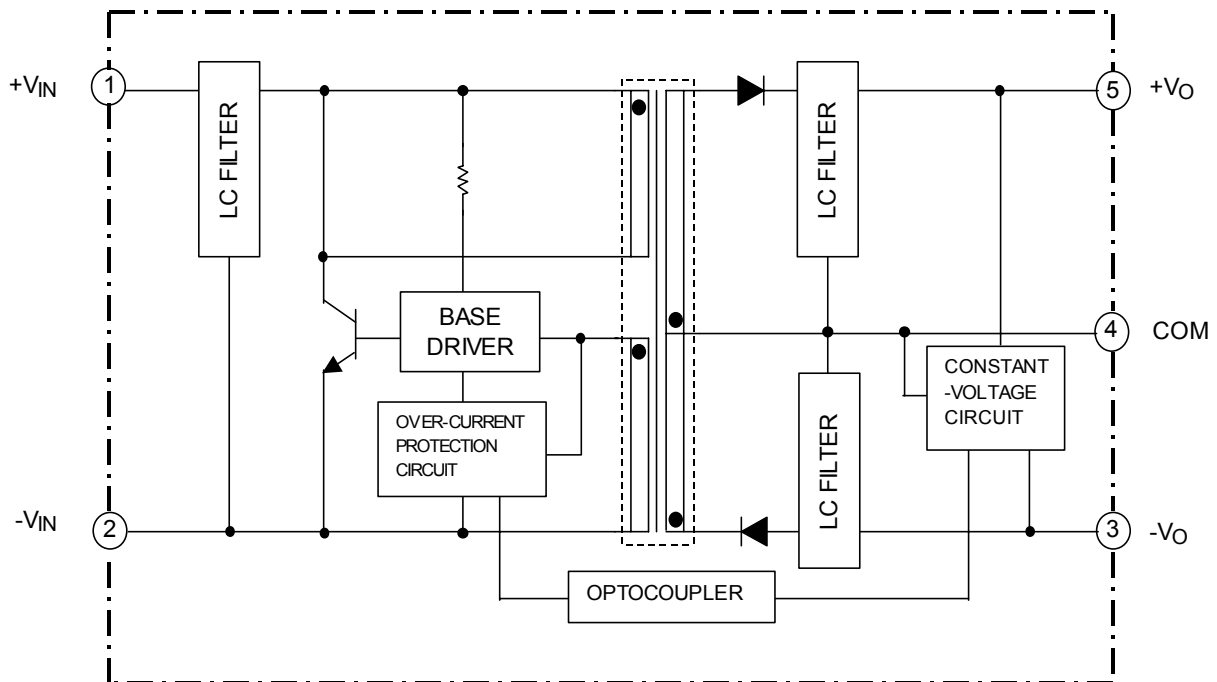 +VIN
1
LC FILTER
LC FILTER
5
+VO
BASE
DRIVER
4
COM
CONSTANT
-VOLTAGE
CIRCUIT
OVER-CURRENT
PROTECTION
CIRCUIT
LC FILTER
-VIN
2
3
-VO
OPTOCOUPLER